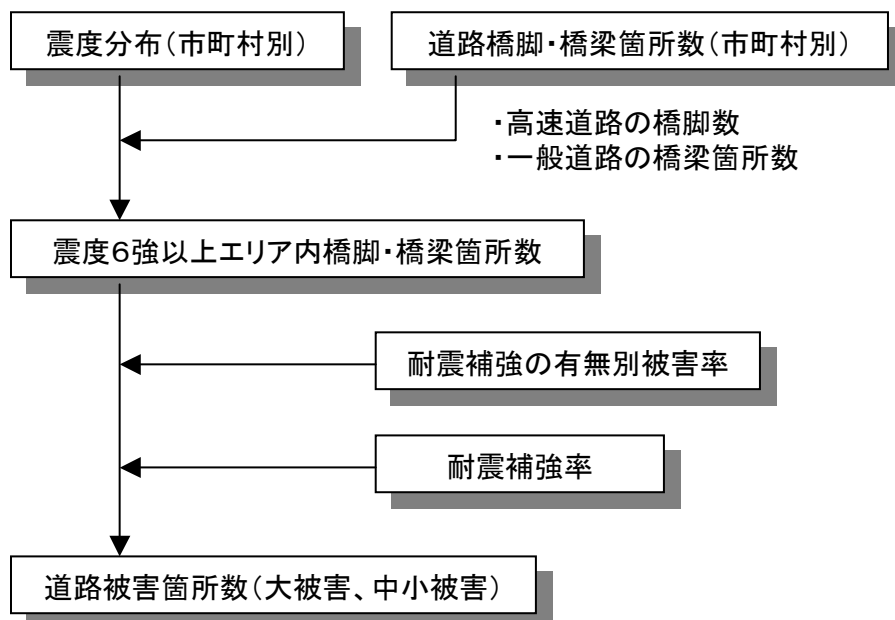 震度分布(市町村別)
道路橋脚・橋梁箇所数(市町村別)
・高速道路の橋脚数
・一般道路の橋梁箇所数
震度6強以上エリア内橋脚・橋梁箇所数
耐震補強の有無別被害率
耐震補強率
道路被害箇所数(大被害、中小被害)